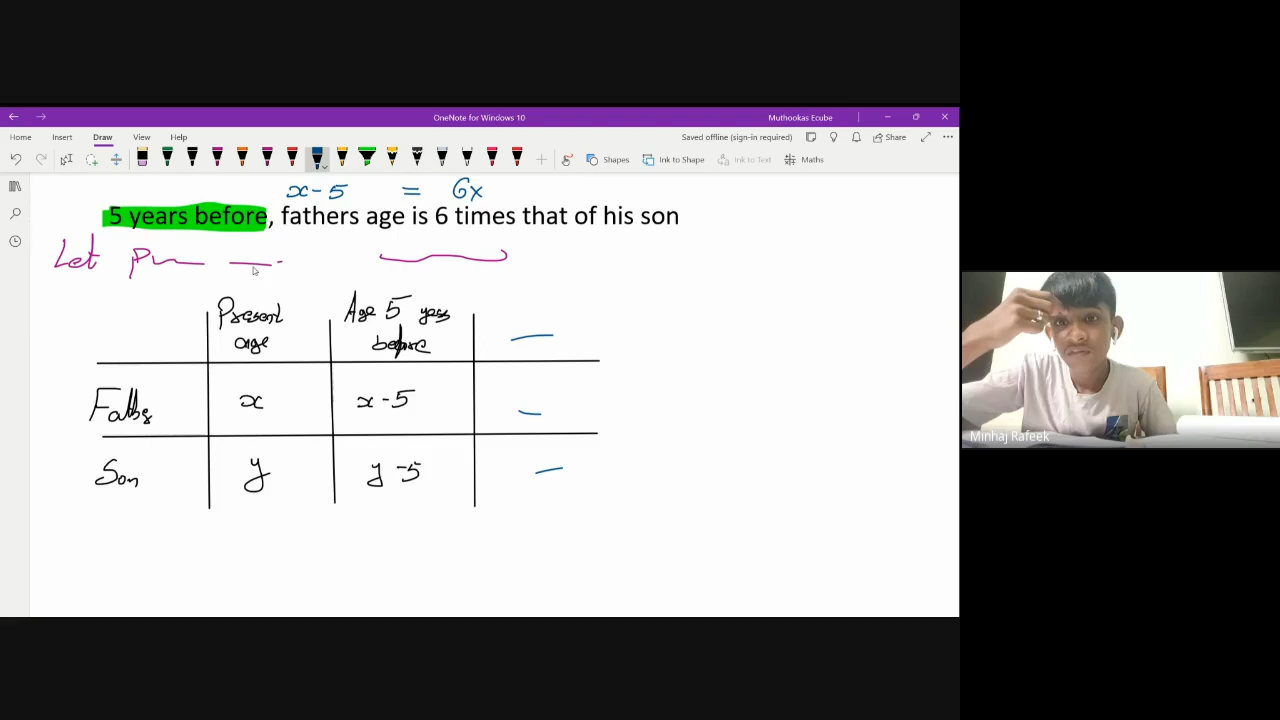 OneNote for Windows 10
Muthookas Ecube
Home Insert Draw View Help
Saved offline (sign-in required)
Share
Shapes
Ink to Shape
Ink to Text
Maths
x-5 = 6x
5 years before, fathers age is 6 times that of his son
Let
Present Age 5 years
age before
Father x x-5
Son y y-5
Minhaj Rafeek